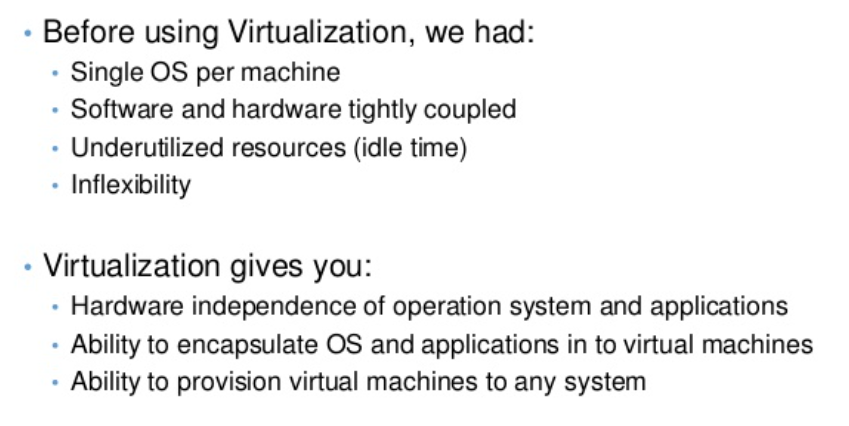 • Before using Virtualization, we had:
• Single OS per machine
• Software and hardware tightly coupled
• Underutilized resources (idle time)
• Inflexibility
• Virtualization gives you:
• Hardware independence of operation system and applications
• Ability to encapsulate OS and applications in to virtual machines
• Ability to provision virtual machines to any system